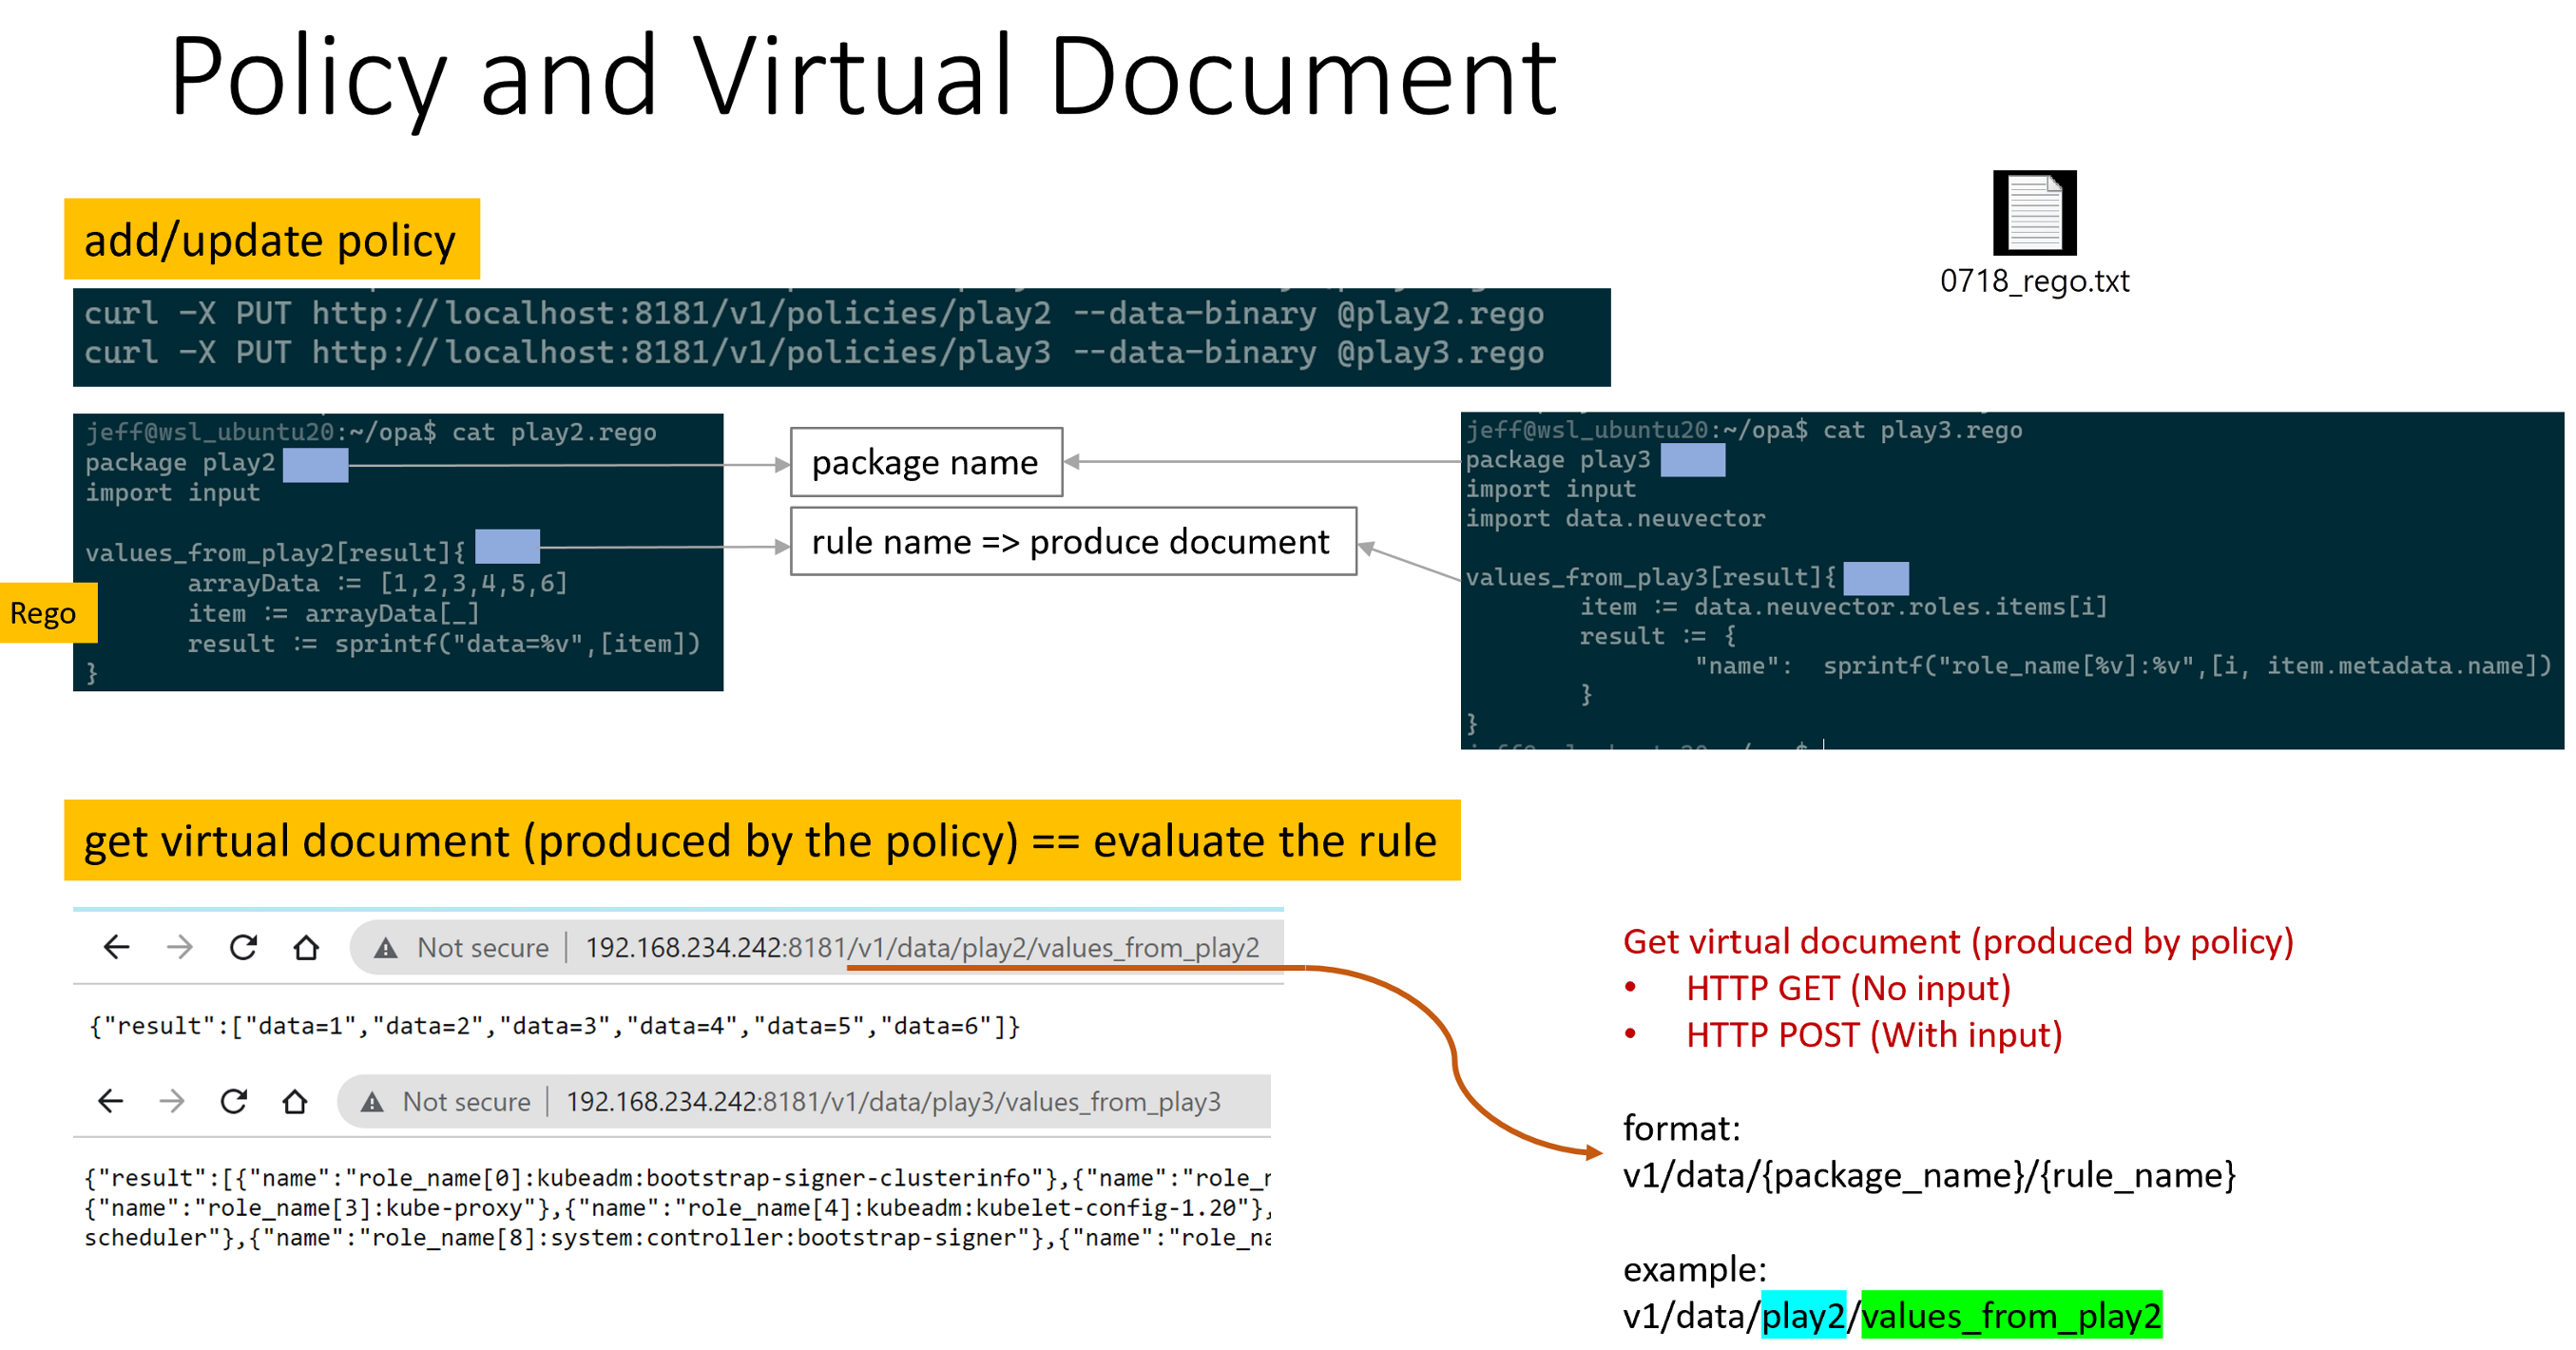 Policy and Virtual Document
add/update policy
0718_rego.txt
curl -X PUT http://localhost:8181/v1/policies/play2 --data-binary @play2.rego
curl -X PUT http://localhost:8181/v1/policies/play3 --data-binary @play3.rego
jeff@wsl_ubuntu20:~/opa$ cat play2.rego
package play2
import input
values_from_play2[result]{
arrayData := [1,2,3,4,5,6]
item := arrayData[_]
result := sprintf("data=%v",[item])
}
Rego
package name
rule name => produce document
jeff@wsl_ubuntu20:~/opa$ cat play3.rego
package play3
import input
import data.neuvector
values_from_play3[result]{
item := data.neuvector.roles.items[i]
result := {
"name":  sprintf("role_name[%v]:%v",[i, item.metadata.name])
}
}
get virtual document (produced by the policy) == evaluate the rule
Not secure | 192.168.234.242:8181/v1/data/play2/values_from_play2
{"result":["data=1","data=2","data=3","data=4","data=5","data=6"]}
Not secure | 192.168.234.242:8181/v1/data/play3/values_from_play3
{"result":[{"name":"role_name[0]:kubeadm:bootstrap-signer-clusterinfo"},{"name":"role_
{"name":"role_name[3]:kube-proxy"},{"name":"role_name[4]:kubeadm:kubelet-config-1.20"},
scheduler"},{"name":"role_name[8]:system:controller:bootstrap-signer"},{"name":"role_
Get virtual document (produced by policy)
• HTTP GET (No input)
• HTTP POST (With input)
format:
v1/data/{package_name}/{rule_name}
example:
v1/data/play2/values_from_play2